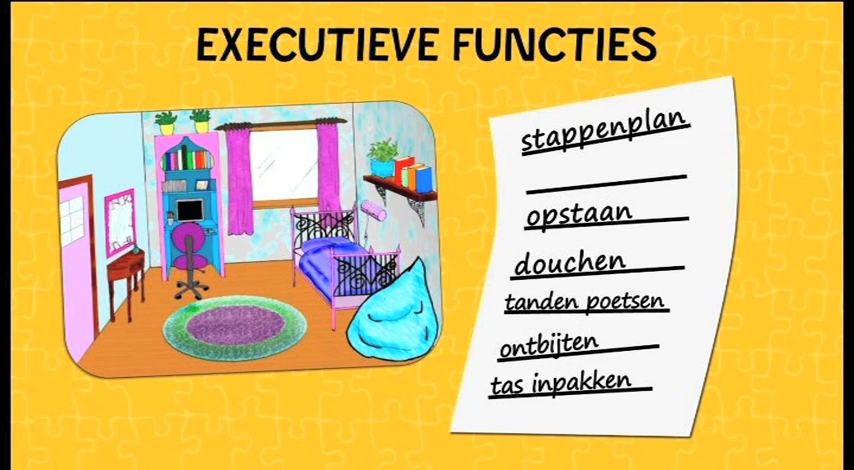 EXECUTIEVE FUNCTIES
stappenplan
opstaan
douchen
tanden poetsen
ontbijten
tas inpakken